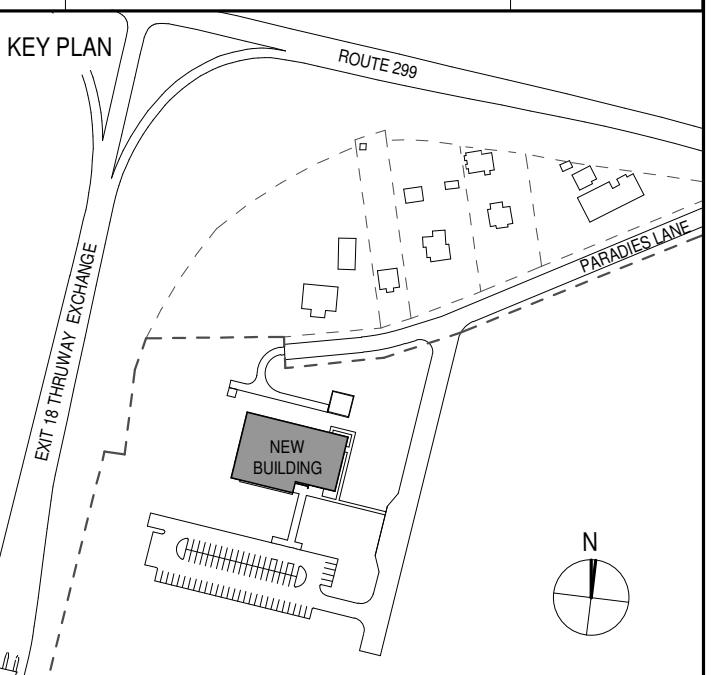 KEY PLAN
ROUTE 299
PARADIES LANE
EXIT 18 THRUWAY EXCHANGE
NEW
BUILDING
N